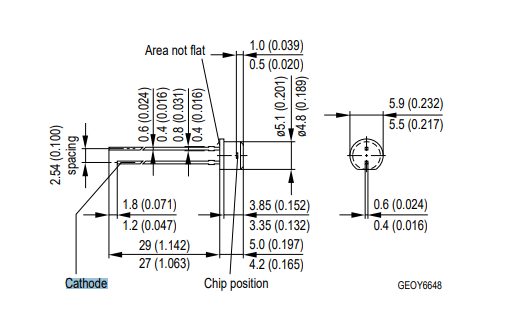 Area not flat
1.0 (0.039)
0.5 (0.020)
0.6 (0.024)
0.4 (0.016)
0.8 (0.031)
0.4 (0.016)
ø5.1 (0.201)
ø4.8 (0.189)
5.9 (0.232)
5.5 (0.217)
2.54 (0.100)
spacing
1.8 (0.071)
1.2 (0.047)
3.85 (0.152)
3.35 (0.132)
0.6 (0.024)
0.4 (0.016)
29 (1.142)
27 (1.063)
5.0 (0.197)
4.2 (0.165)
Cathode
Chip position
GEOY6648